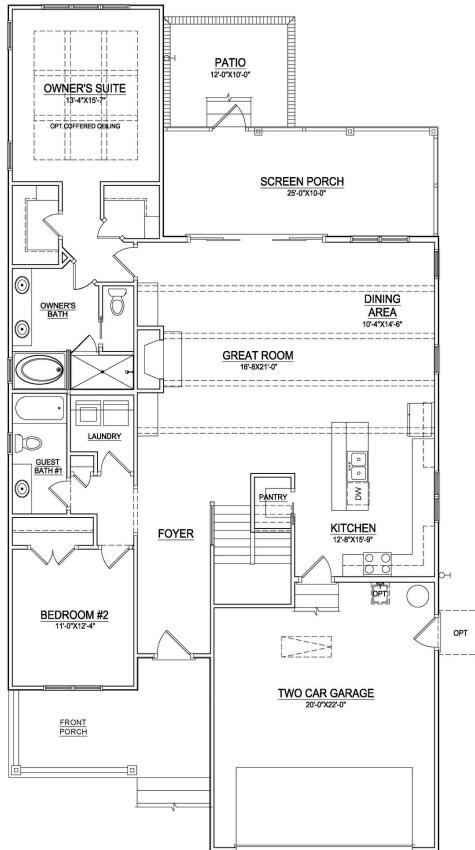 OWNER'S SUITE
13'-4"X15'-7"
OPT. COFFERED CEILING
PATIO
12'-0"X10'-0"
SCREEN PORCH
25'-0"X10-0"
OWNER'S
BATH
DINING
AREA
10'-4"X14'-6"
GREAT ROOM
16'-8X21'-0"
LAUNDRY
GUEST
BATH #1
PANTRY
DW
KITCHEN
12'-8"X15'-9"
FOYER
OPT
OPT
BEDROOM #2
11'-0"X12'-4"
TWO CAR GARAGE
20'-0"X22'-0"
FRONT
PORCH